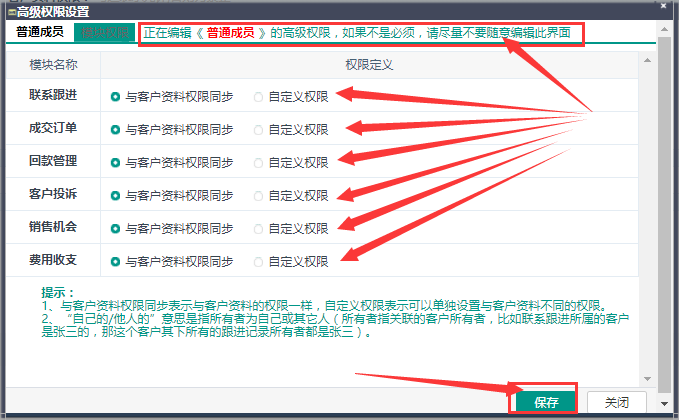 高级权限设置
普通成员
正在编辑《 普通成员 》的高级权限，如果不是必须，请尽量不要随意编辑此界面
模块名称 权限定义
联系跟进 与客户资料权限同步 自定义权限
成交订单 与客户资料权限同步 自定义权限
回款管理 与客户资料权限同步 自定义权限
客户投诉 与客户资料权限同步 自定义权限
销售机会 与客户资料权限同步 自定义权限
费用收支 与客户资料权限同步 自定义权限
提示：
1、与客户资料权限同步表示与客户资料的权限一样，自定义权限表示可以单独设置与客户资料不同的权限。
2、“自己的/他人的”意思是指所有者为自己或其它人（所有者指关联的客户所有者，比如联系跟进所属的客户
是张三的，那这个客户其下所有的跟进记录所有者都是张三）。
保存 关闭